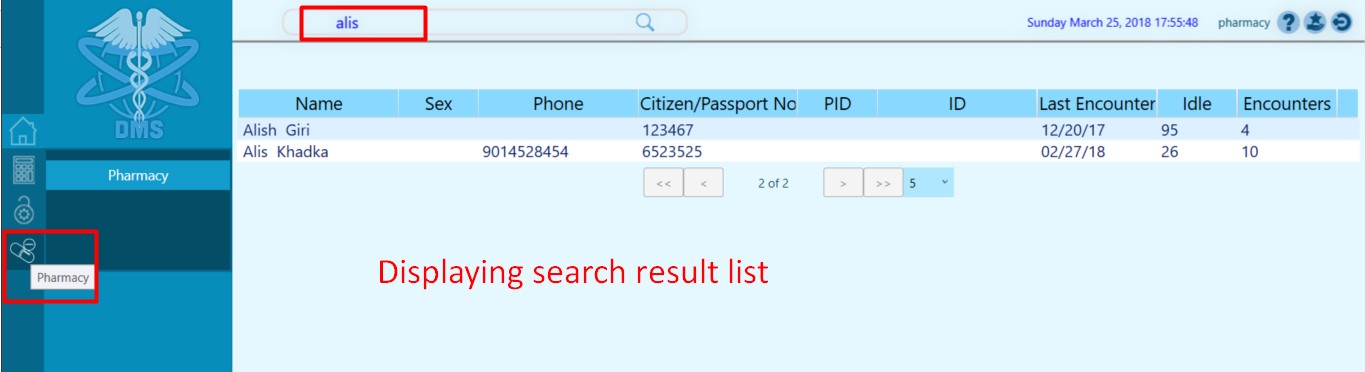 alis
Sunday March 25, 2018 17:55:48 pharmacy ?
DMS
Name Sex Phone Citizen/Passport No PID ID Last Encounter Idle Encounters
Alish Giri 123467 12/20/17 95 4
Alis Khadka 9014528454 6523525 02/27/18 26 10
Pharmacy
<< < 2 of 2 > >> 5
Pharmacy
Displaying search result list